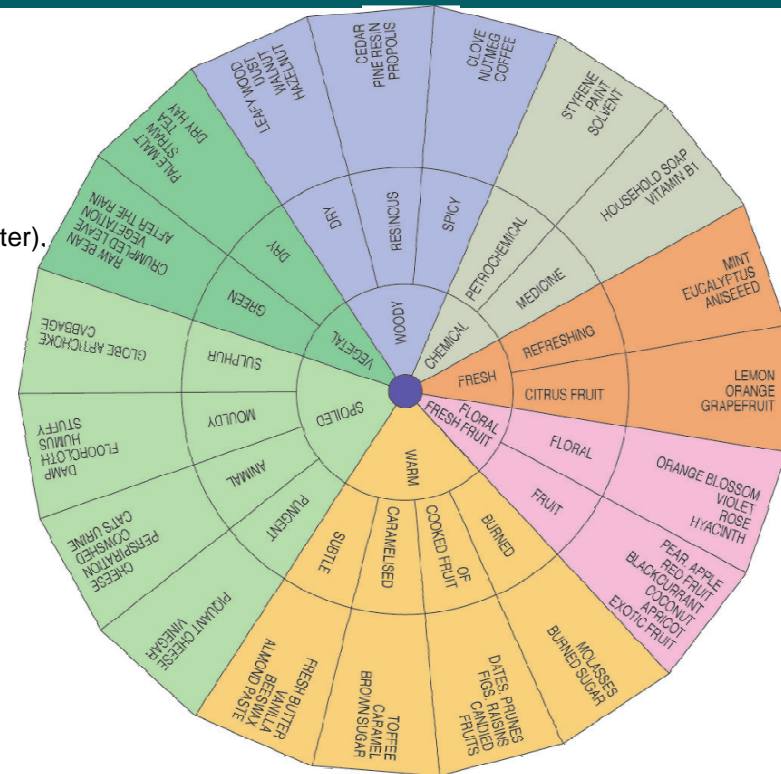 ter),
WOODY
DRY
LEAFY WOOD
DUST
WALNUT
HAZELNUT
RESINOUS
CEDAR
PINE RESIN
PROPOLIS
SPICY
CLOVE
NUTMEG
COFFEE
CHEMICAL
PETROCHEMICAL
STYRENE
PAINT
SOLVENT
MEDICINE
HOUSEHOLD SOAP
VITAMIN B1
FRESH
REFRESHING
MINT
EUCALYPTUS
ANISEEED
CITRUS FRUIT
LEMON
ORANGE
GRAPEFRUIT
FLORAL
FRESH FRUIT
FLORAL
ORANGE BLOSSOM
VIOLET
ROSE
HYACINTH
FRUIT
PEAR, APPLE
RED FRUIT
BLACKCURRANT
COCONUT
APRICOT
EXOTIC FRUIT
WARM
BURNED
MOLASSES
BURNED SUGAR
OF
COOKED FRUIT
DATES, PRUNES
FIGS, RAISINS
CANDIED
FRUITS
CARAMELISED
TOFFEE
CARAMEL
BROWN SUGAR
SUBTLE
FRESH BUTTER
VANILLA
BEESWAX
ALMOND PASTE
SPOILED
PUNGENT
PIQUANT CHEESE
VINEGAR
ANIMAL
CHEESE
PERSPIRATION
COWSHED
CAT'S URINE
MOULDY
DAMP
FLOORCLOTH
HUMUS
STUFFY
SULPHUR
GLOBE ARTICHOKE
CABBAGE
VEGETAL
GREEN
RAW BEAN
CRUMPLED LEAVE
VEGETATION
AFTER THE RAIN
DRY
PALE MALT
STRAW
TEA
DRY HAY